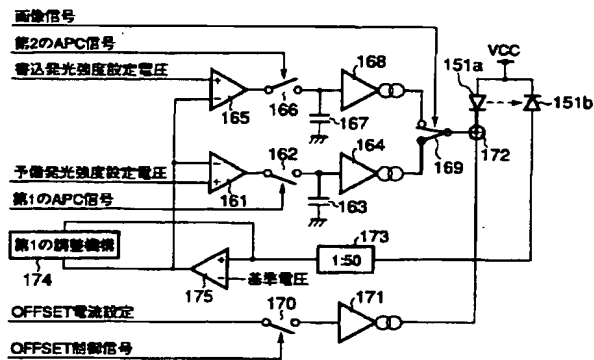 画像信号
第2のAPC信号
書込発光強度設定電圧
VCC
151a
151b
168
165
166
167
164
169
172
162
予備発光強度設定電圧
161
第1のAPC信号
163
173
1:50
第1の調整機構
174
175
基準電圧
170
171
OFFSET電流設定
OFFSET制御信号